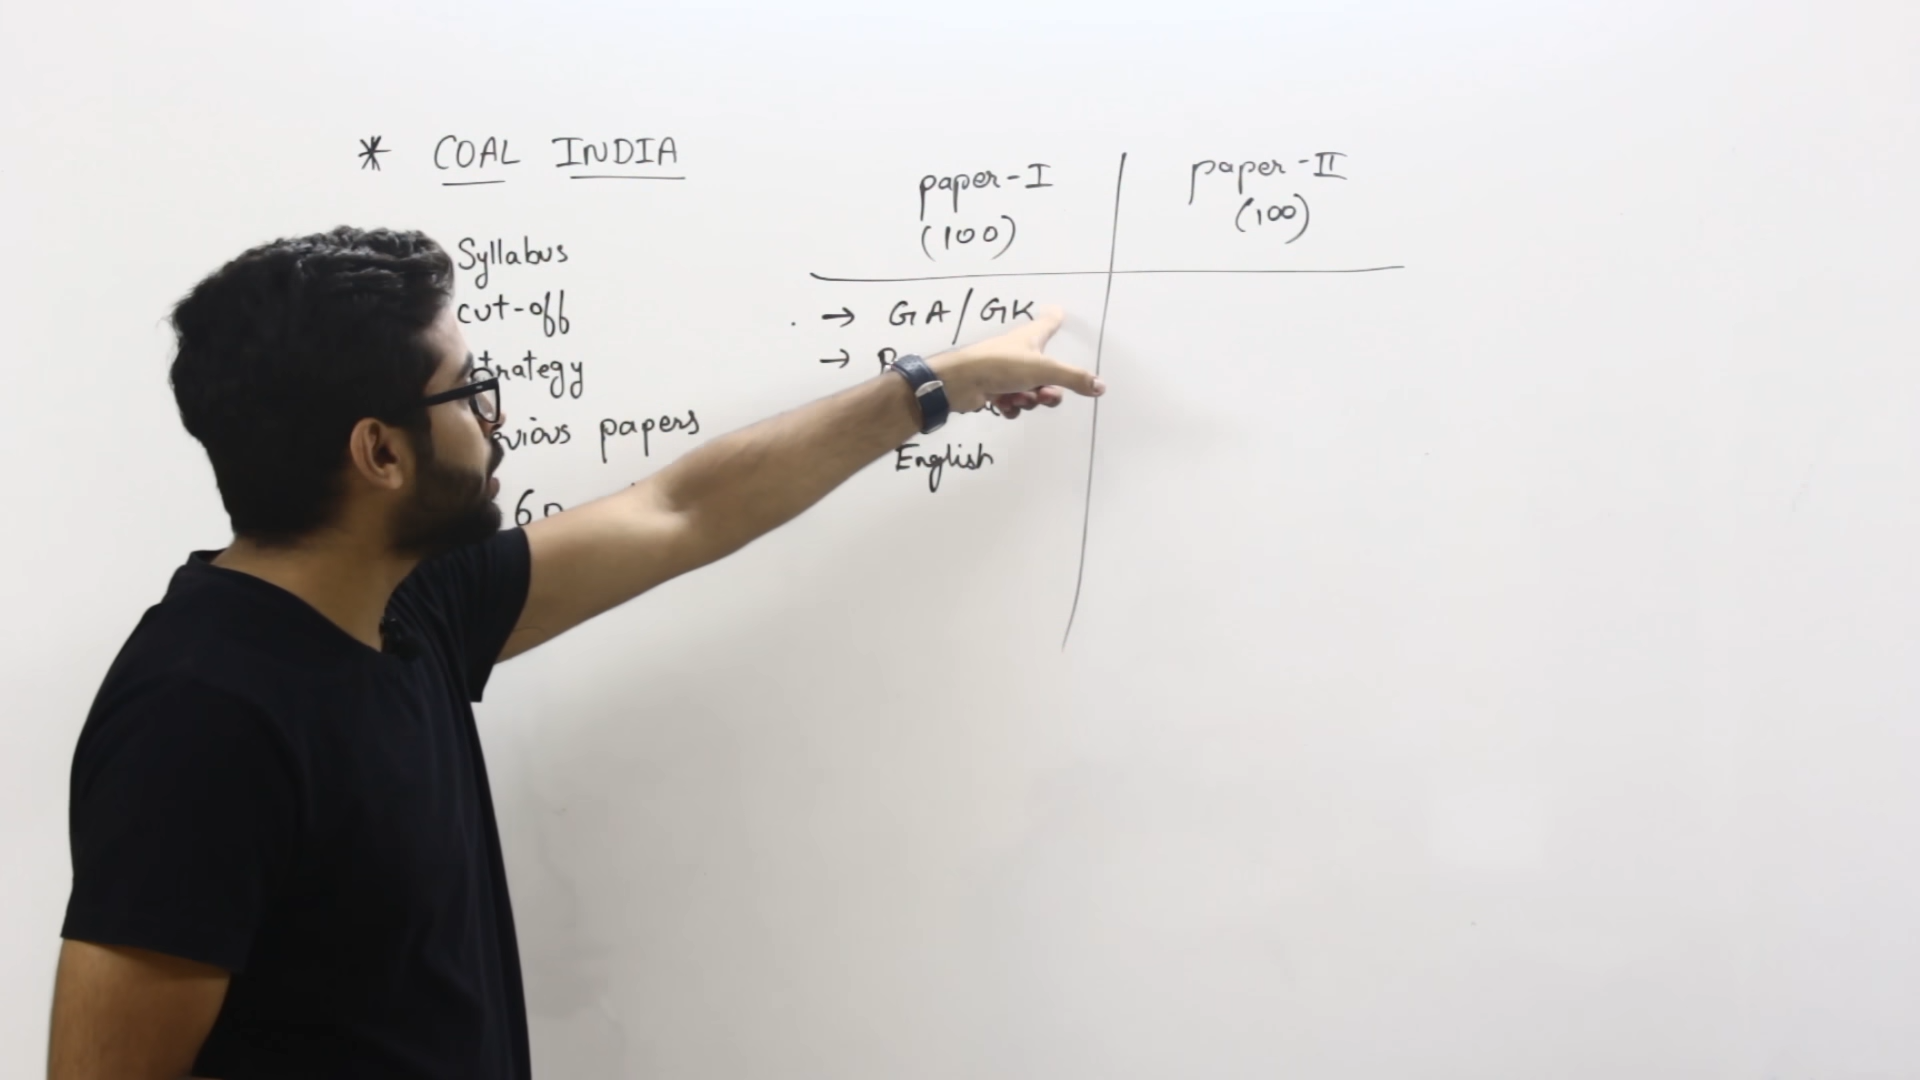 * COAL INDIA
Syllabus
cut-off
trategy
vious papers
paper-I
(100)
→ GA/GK
→
English
paper-II
(100)